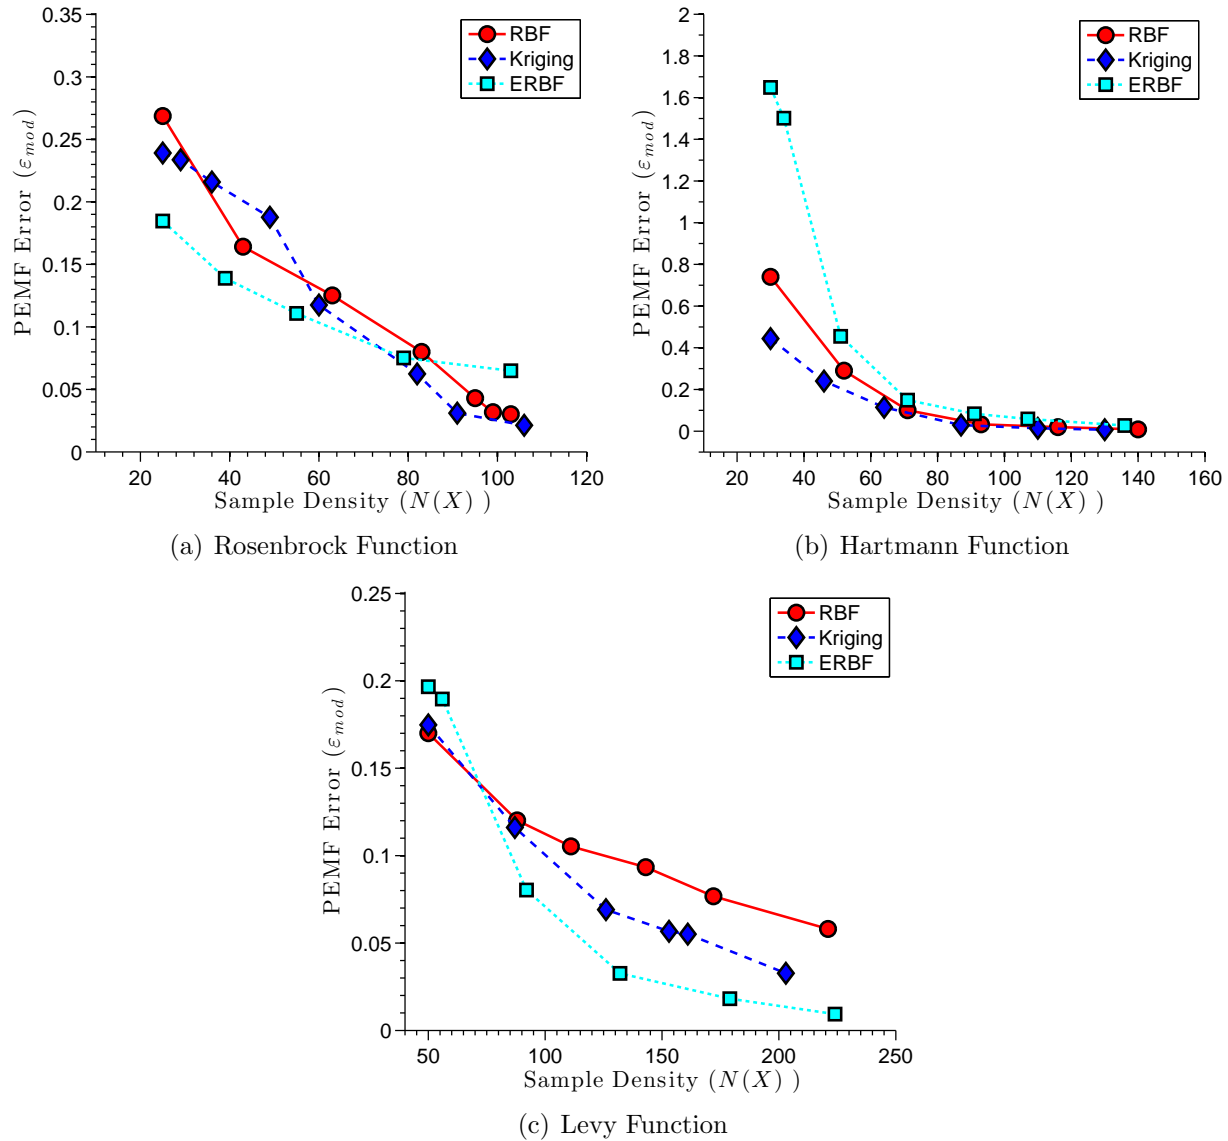 0.35
0.3
0.25
0.2
0.15
0.1
0.05
0
PEMF Error (ε_mod)
RBF
Kriging
ERBF
20 40 60 80 100 120
Sample Density (N(X) )
(a) Rosenbrock Function
2
1.8
1.6
1.4
1.2
1
0.8
0.6
0.4
0.2
0
PEMF Error (ε_mod)
RBF
Kriging
ERBF
20 40 60 80 100 120 140 160
Sample Density (N(X) )
(b) Hartmann Function
0.25
0.2
0.15
0.1
0.05
0
PEMF Error (ε_mod)
RBF
Kriging
ERBF
50 100 150 200 250
Sample Density (N(X) )
(c) Levy Function